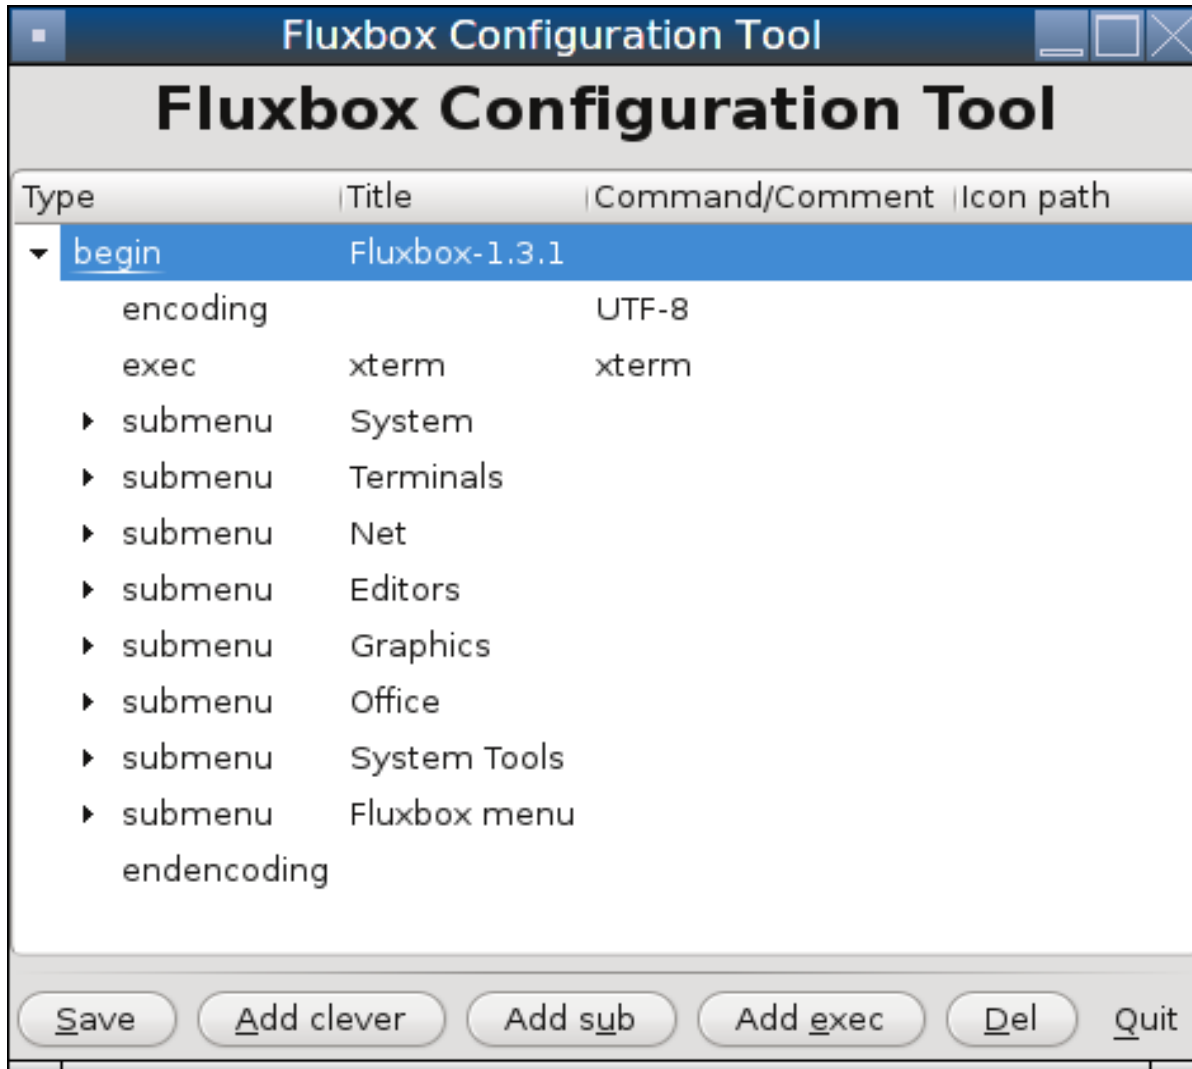 Fluxbox Configuration Tool
Fluxbox Configuration Tool
Type Title Command/Comment Icon path
begin Fluxbox-1.3.1
encoding UTF-8
exec xterm xterm
submenu System
submenu Terminals
submenu Net
submenu Editors
submenu Graphics
submenu Office
submenu System Tools
submenu Fluxbox menu
endencoding
Save Add clever Add sub Add exec Del Quit